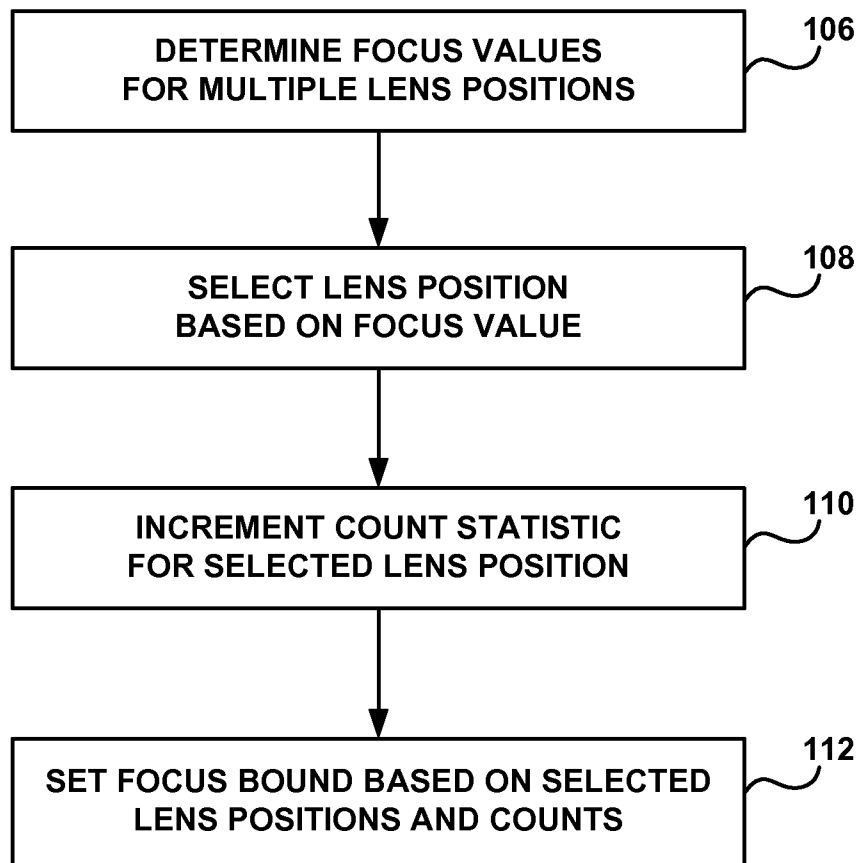 106
DETERMINE FOCUS VALUES
FOR MULTIPLE LENS POSITIONS
108
SELECT LENS POSITION
BASED ON FOCUS VALUE
110
INCREMENT COUNT STATISTIC
FOR SELECTED LENS POSITION
112
SET FOCUS BOUND BASED ON SELECTED
LENS POSITIONS AND COUNTS